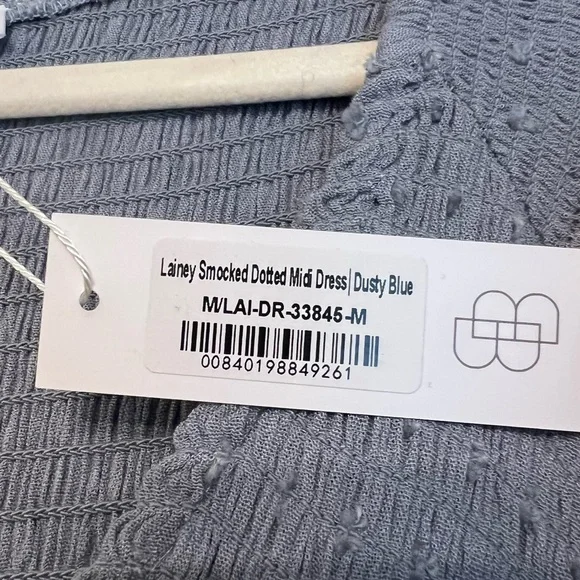 Lainey Smocked Dotted Midi Dress|Dusty Blue
M/LAI-DR-33845-M
00840198849261